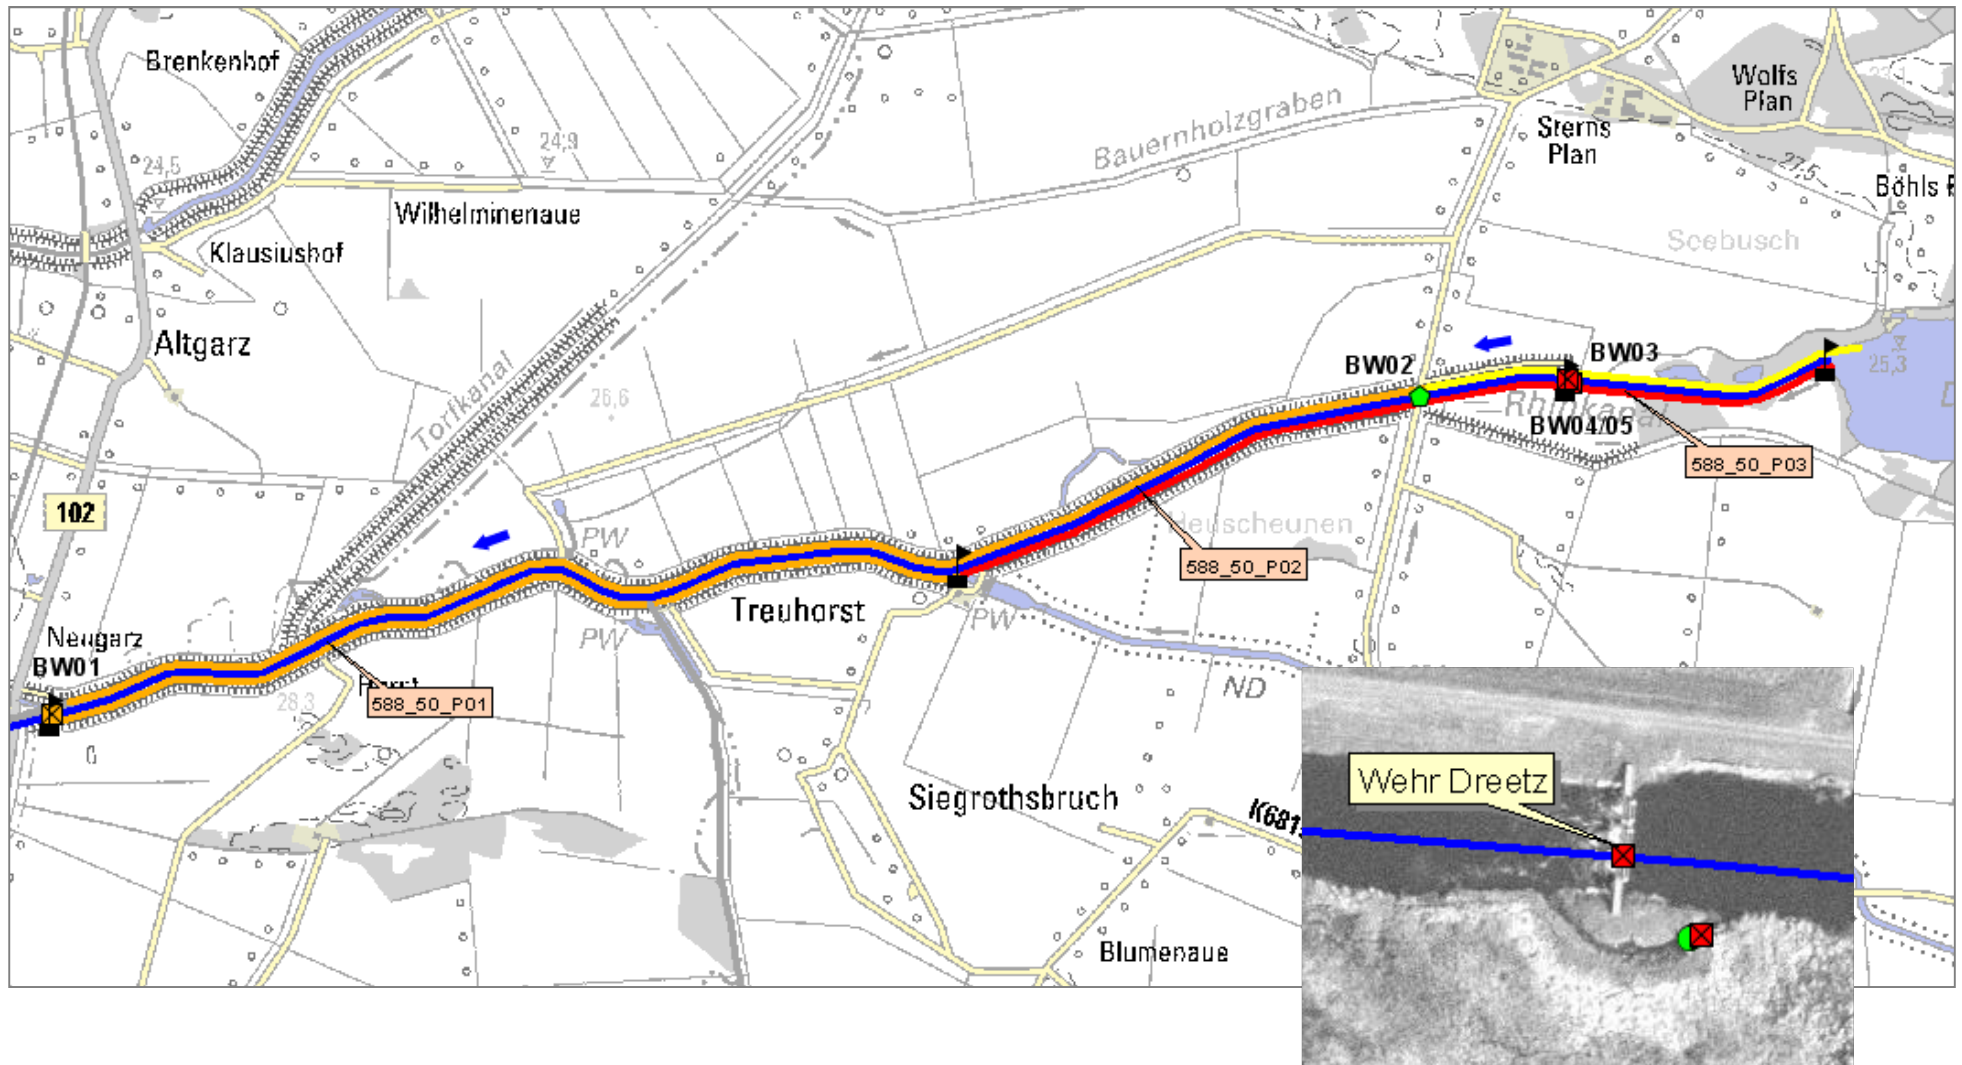 Brenkenhof
Wolfs
Plan
24,9
Bauernholzgraben
Sterns
Plan
24,5
27,5
Böhls
Wilhelminenaue
Klausiushof
Seebusch
Altgarz
Torfkanal
26,6
BW02
BW03
25,3
Rhinkanal
BW04/05
588_50_P03
102
Heuscheunen
PW
588_50_P02
Treuhorst
PW
PW
Neugarz
BW01
ND
28,3
588_50_P01
Siegrothsbruch
K681
Wehr Dreetz
Blumenaue